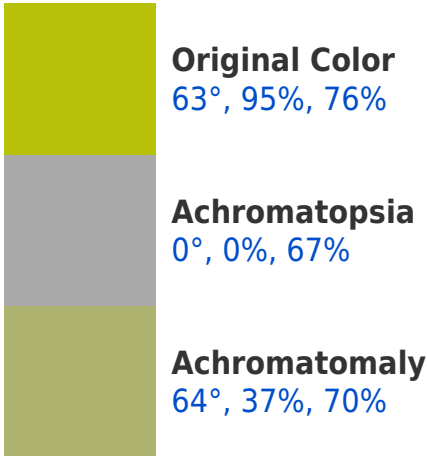 Original Color
63°, 95%, 76%
Achromatopsia
0°, 0%, 67%
Achromatomaly
64°, 37%, 70%